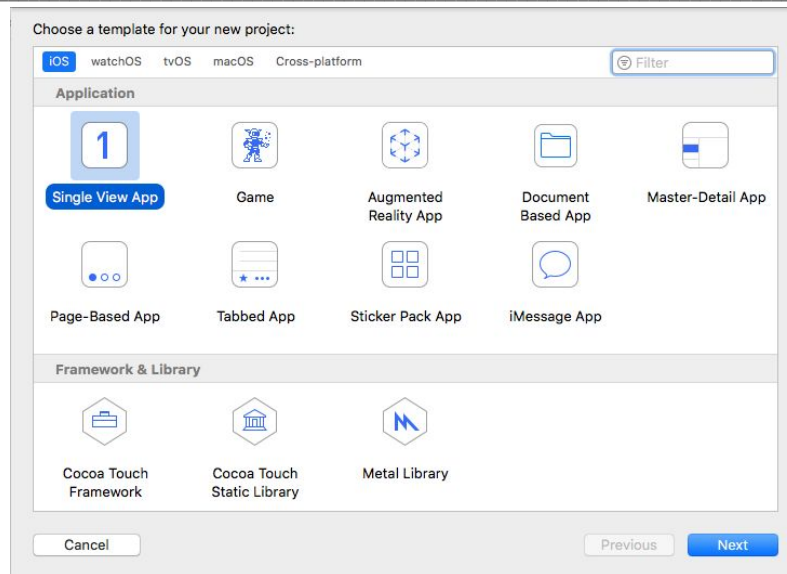 Choose a template for your new project:
iOS watchOS tvOS macOS Cross-platform Filter
Application
1
Single View App Game Augmented Reality App Document Based App Master-Detail App
Page-Based App Tabbed App Sticker Pack App iMessage App
Framework & Library
Cocoa Touch Framework Cocoa Touch Static Library Metal Library
Cancel Previous Next